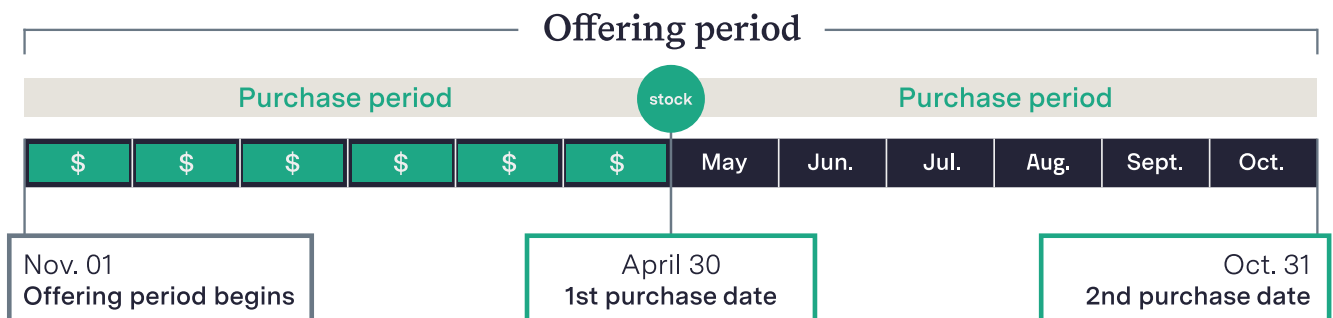 Offering period
Purchase period stock Purchase period
$ $ $ $ $ $ May Jun. Jul. Aug. Sept. Oct.
Nov. 01
Offering period begins
April 30
1st purchase date
Oct. 31
2nd purchase date